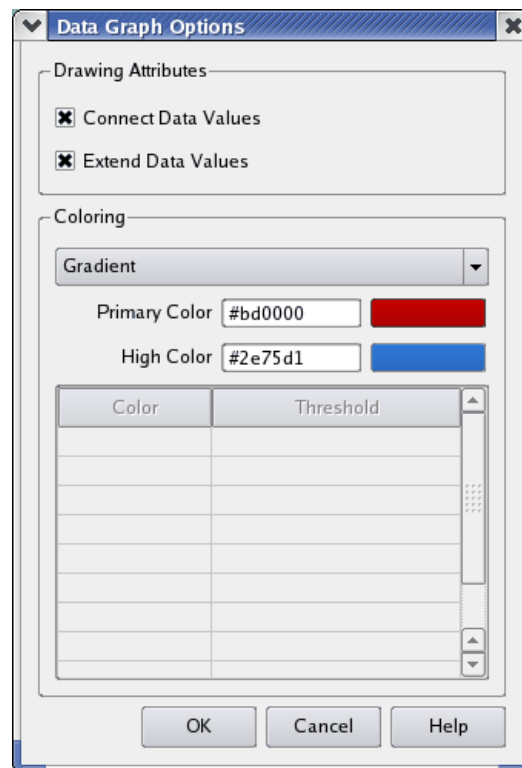 Data Graph Options
Drawing Attributes
Connect Data Values
Extend Data Values
Coloring
Gradient
Primary Color #bd0000
High Color #2e75d1
Color Threshold
OK Cancel Help